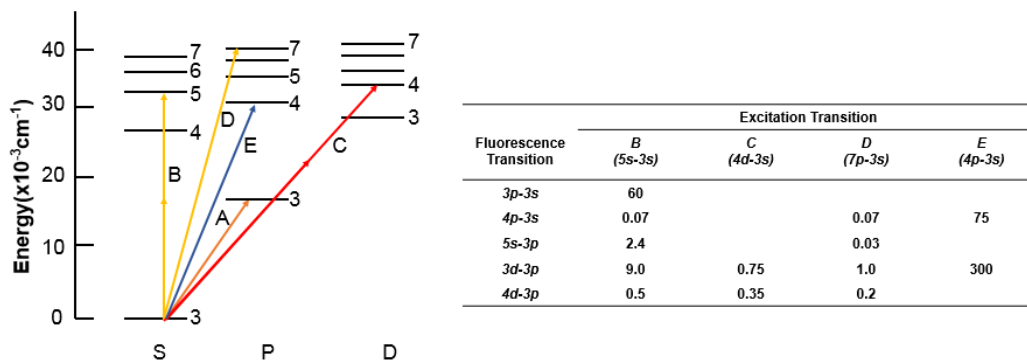 Energy(x10⁻³cm⁻¹)
40
30
20
10
0
7
6
5
4
3
7
5
4
3
7
4
3
B
D
E
C
A
S P D
Excitation Transition
Fluorescence Transition B (5s-3s) C (4d-3s) D (7p-3s) E (4p-3s)
3p-3s 60
4p-3s 0.07 0.07 75
5s-3p 2.4 0.03
3d-3p 9.0 0.75 1.0 300
4d-3p 0.5 0.35 0.2